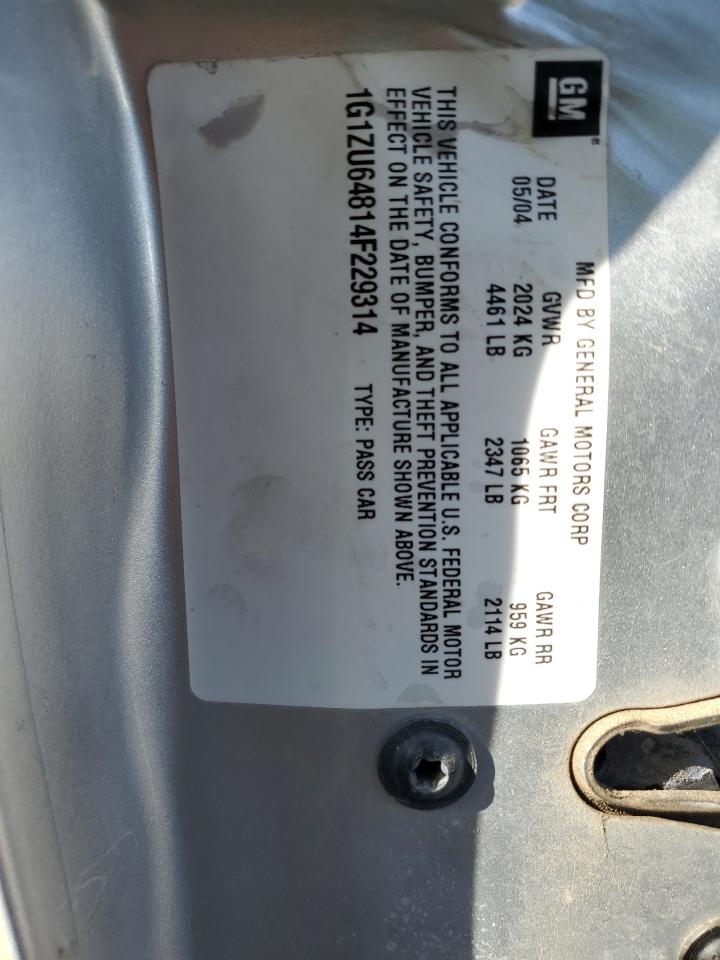 GM®
MFD BY GENERAL MOTORS CORP
DATE GVWR GAWR FRT GAWR RR
05/04 2024 KG 1065 KG 959 KG
4461 LB 2347 LB 2114 LB
THIS VEHICLE CONFORMS TO ALL APPLICABLE U.S. FEDERAL MOTOR
VEHICLE SAFETY, BUMPER, AND THEFT PREVENTION STANDARDS IN
EFFECT ON THE DATE OF MANUFACTURE SHOWN ABOVE.
1G1ZU64814F229314 TYPE: PASS CAR